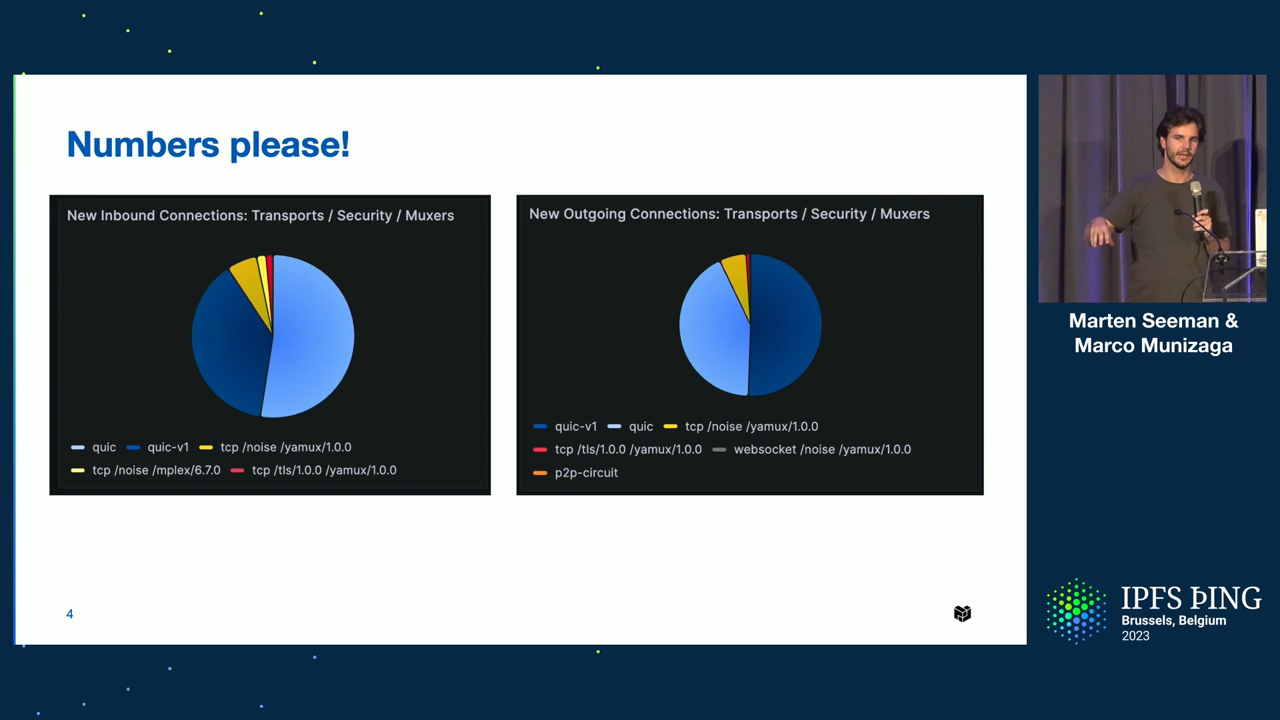 Numbers please!
New Inbound Connections: Transports / Security / Muxers
quic quic-v1 tcp /noise /yamux/1.0.0
tcp /noise /mplex/6.7.0 tcp /tls/1.0.0 /yamux/1.0.0
New Outgoing Connections: Transports / Security / Muxers
quic-v1 quic tcp /noise /yamux/1.0.0
tcp /tls/1.0.0 /yamux/1.0.0 websocket /noise /yamux/1.0.0
p2p-circuit
4
Marten Seeman &
Marco Munizaga
IPFS ÞING
Brussels, Belgium
2023